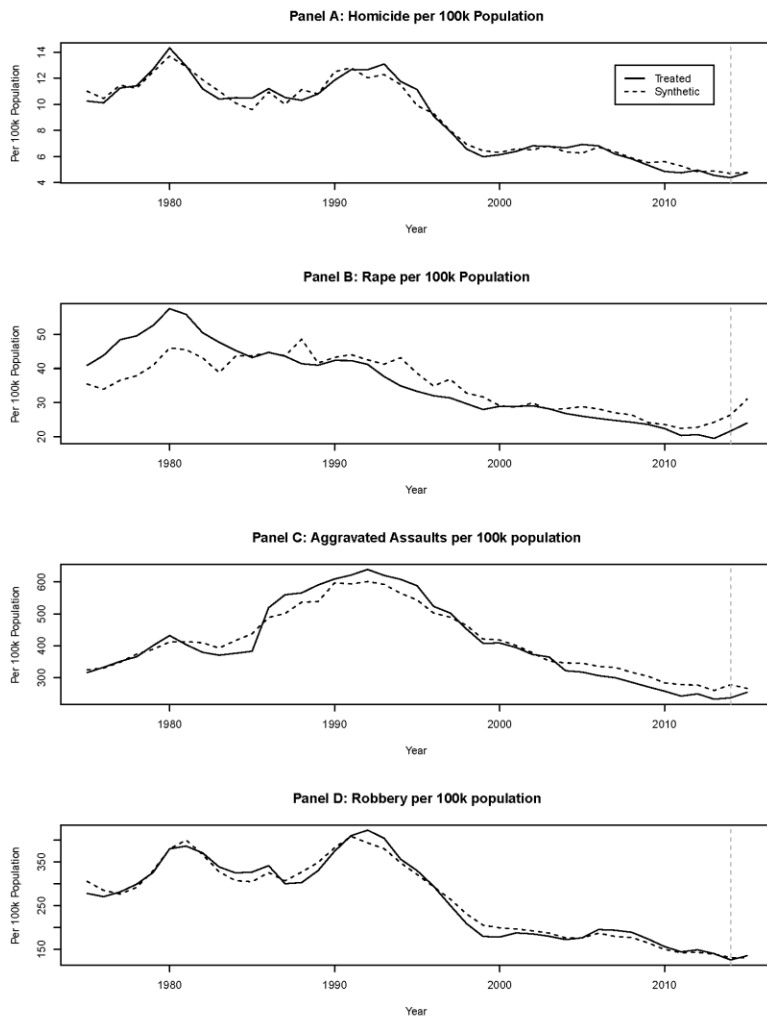 Panel A: Homicide per 100k Population
Per 100k Population
14
12
10
8
6
4
Treated
Synthetic
1980
1990
2000
2010
Year
Panel B: Rape per 100k Population
Per 100k Population
50
40
30
20
1980
1990
2000
2010
Year
Panel C: Aggravated Assaults per 100k population
Per 100k Population
600
500
400
300
1980
1990
2000
2010
Year
Panel D: Robbery per 100k population
Per 100k Population
350
250
150
1980
1990
2000
2010
Year